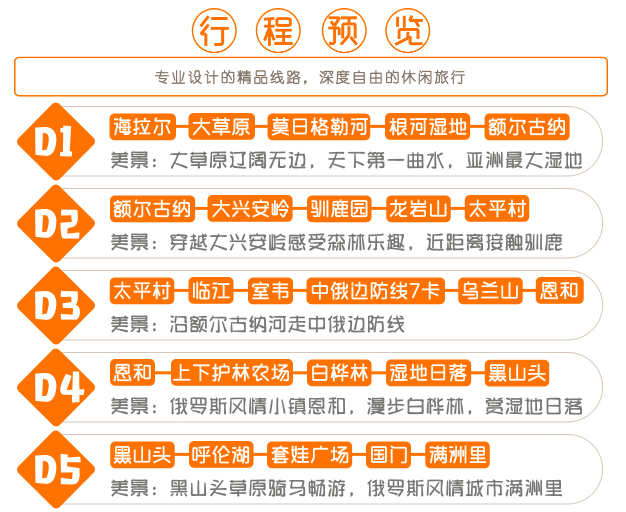 行程预览
专业设计的精品线路，深度自由的休闲旅行
D1
海拉尔 大草原 莫日格勒河 根河湿地 额尔古纳
美景：大草原辽阔无边，天下第一曲水，亚洲最大湿地
D2
额尔古纳 大兴安岭 驯鹿园 龙岩山 太平村
美景：穿越大兴安岭感受森林乐趣，近距离接触驯鹿
D3
太平村 临江 室韦 中俄边防线7卡 乌兰山 恩和
美景：沿额尔古纳河走中俄边防线
D4
恩和 上下护林农场 白桦林 湿地日落 黑山头
美景：俄罗斯风情小镇恩和，漫步白桦林，赏湿地日落
D5
黑山头 呼伦湖 套娃广场 国门 满洲里
美景：黑山头草原骑马畅游，俄罗斯风情城市满洲里